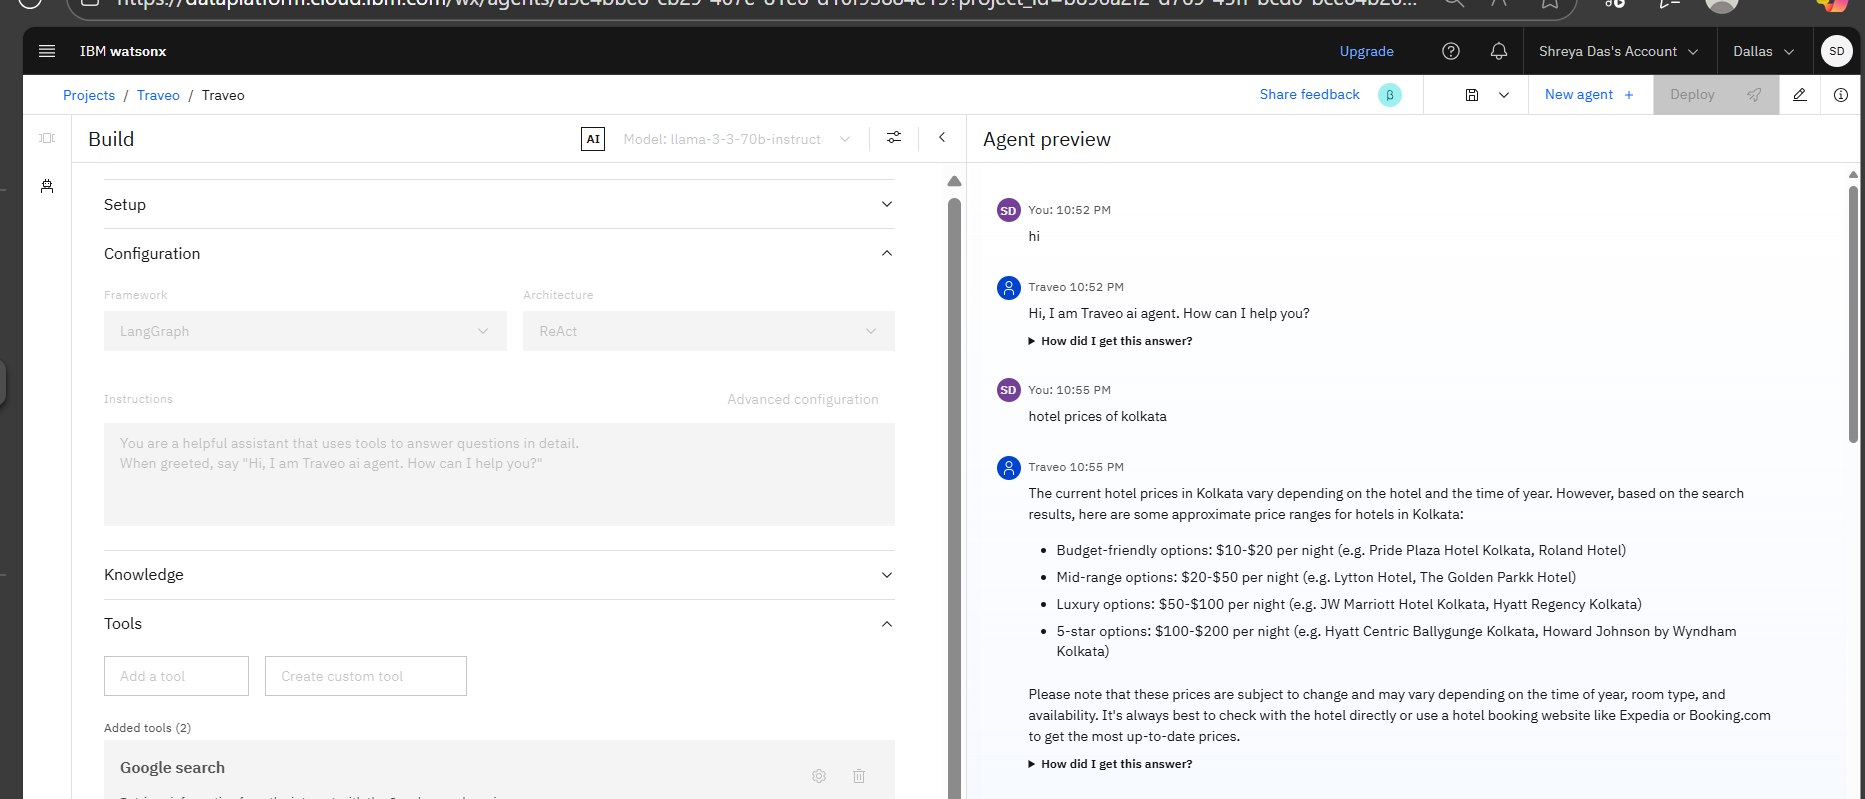 IBM watsonx
Upgrade
Shreya Das's Account
Dallas
SD
Projects / Traveo / Traveo
Share feedback
β
New agent +
Deploy
Build
AI
Model: llama-3-3-70b-instruct
Setup
Configuration
Framework
Architecture
LangGraph
ReAct
Instructions
Advanced configuration
You are a helpful assistant that uses tools to answer questions in detail.
When greeted, say "Hi, I am Traveo ai agent. How can I help you?"
Knowledge
Tools
Add a tool
Create custom tool
Added tools (2)
Google search
Agent preview
SD
You: 10:52 PM
hi
Traveo 10:52 PM
Hi, I am Traveo ai agent. How can I help you?
How did I get this answer?
SD
You: 10:55 PM
hotel prices of kolkata
Traveo 10:55 PM
The current hotel prices in Kolkata vary depending on the hotel and the time of year. However, based on the search
results, here are some approximate price ranges for hotels in Kolkata:
• Budget-friendly options: $10-$20 per night (e.g. Pride Plaza Hotel Kolkata, Roland Hotel)
• Mid-range options: $20-$50 per night (e.g. Lytton Hotel, The Golden Parkk Hotel)
• Luxury options: $50-$100 per night (e.g. JW Marriott Hotel Kolkata, Hyatt Regency Kolkata)
• 5-star options: $100-$200 per night (e.g. Hyatt Centric Ballygunge Kolkata, Howard Johnson by Wyndham
Kolkata)
Please note that these prices are subject to change and may vary depending on the time of year, room type, and
availability. It's always best to check with the hotel directly or use a hotel booking website like Expedia or Booking.com
to get the most up-to-date prices.
How did I get this answer?